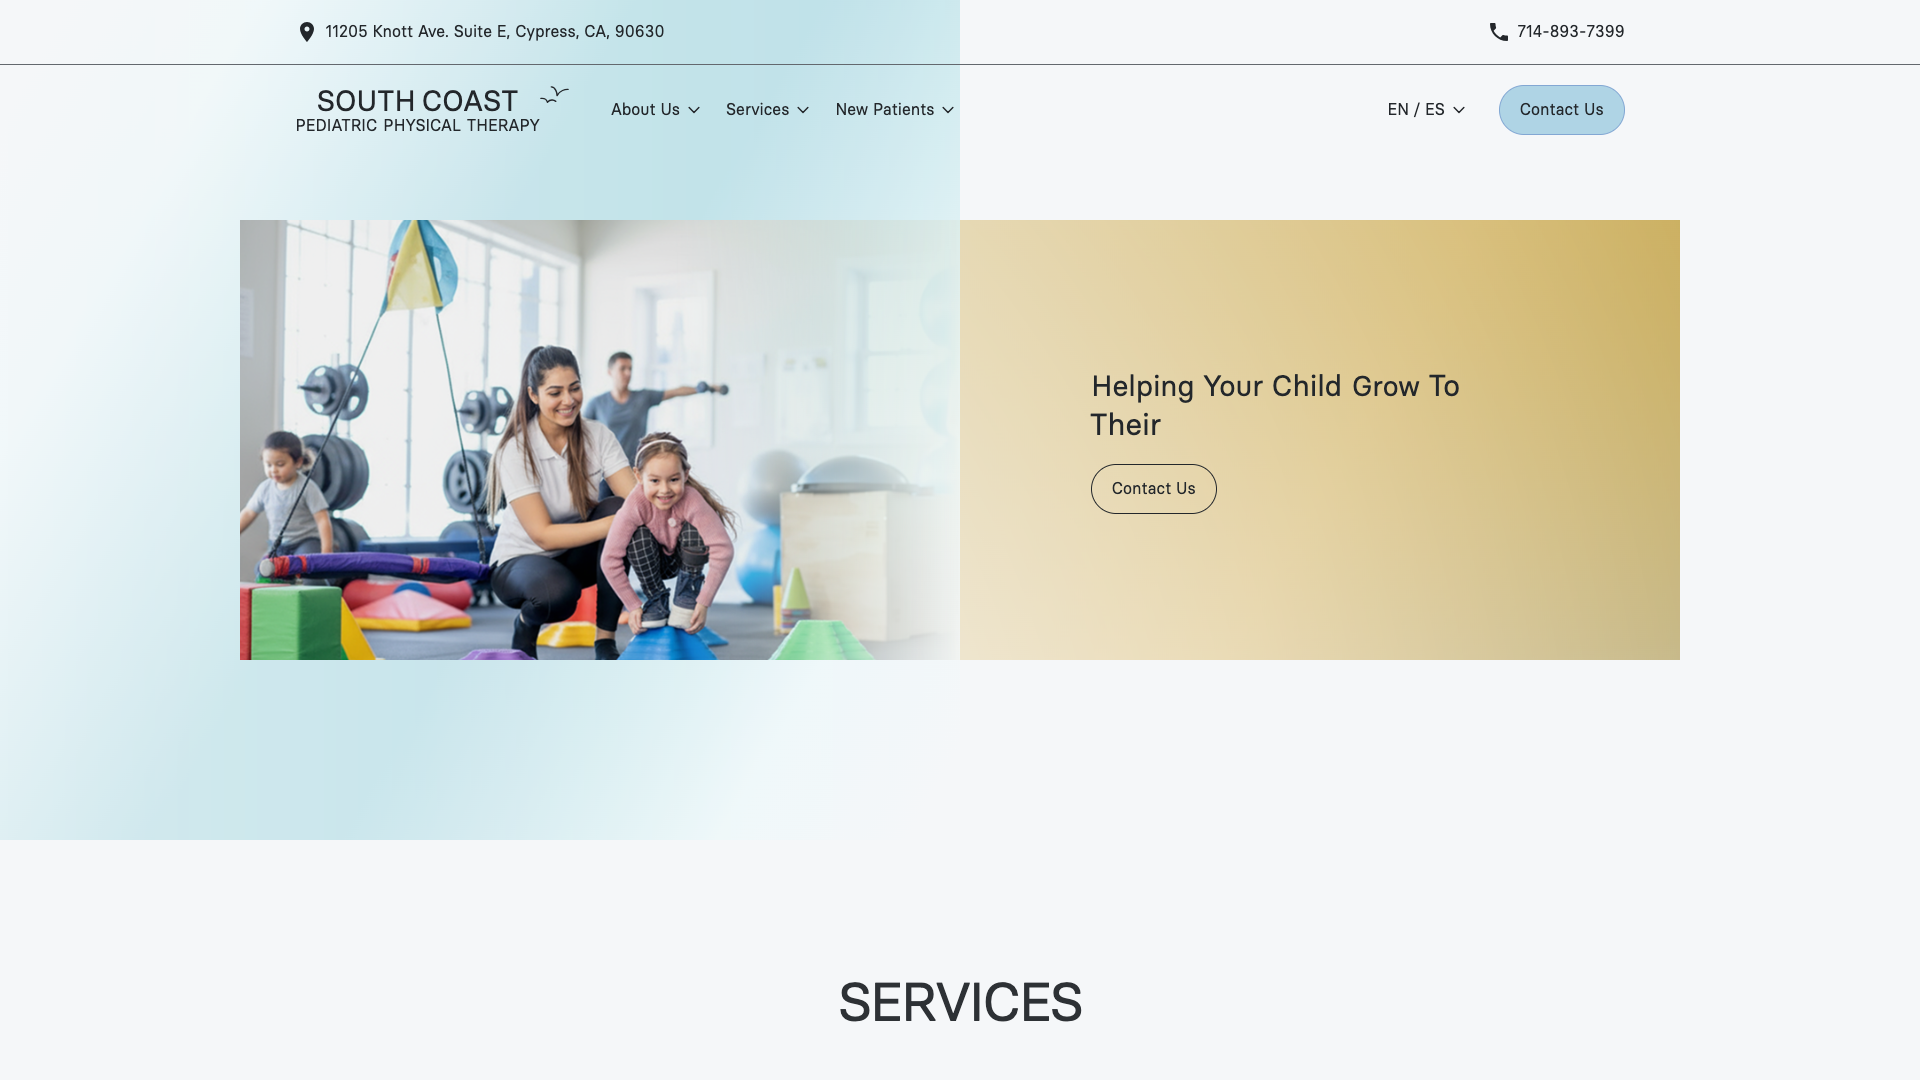 11205 Knott Ave. Suite E, Cypress, CA, 90630
714-893-7399
SOUTH COAST
PEDIATRIC PHYSICAL THERAPY
About Us
Services
New Patients
EN / ES
Contact Us
Helping Your Child Grow To
Their
Contact Us
SERVICES